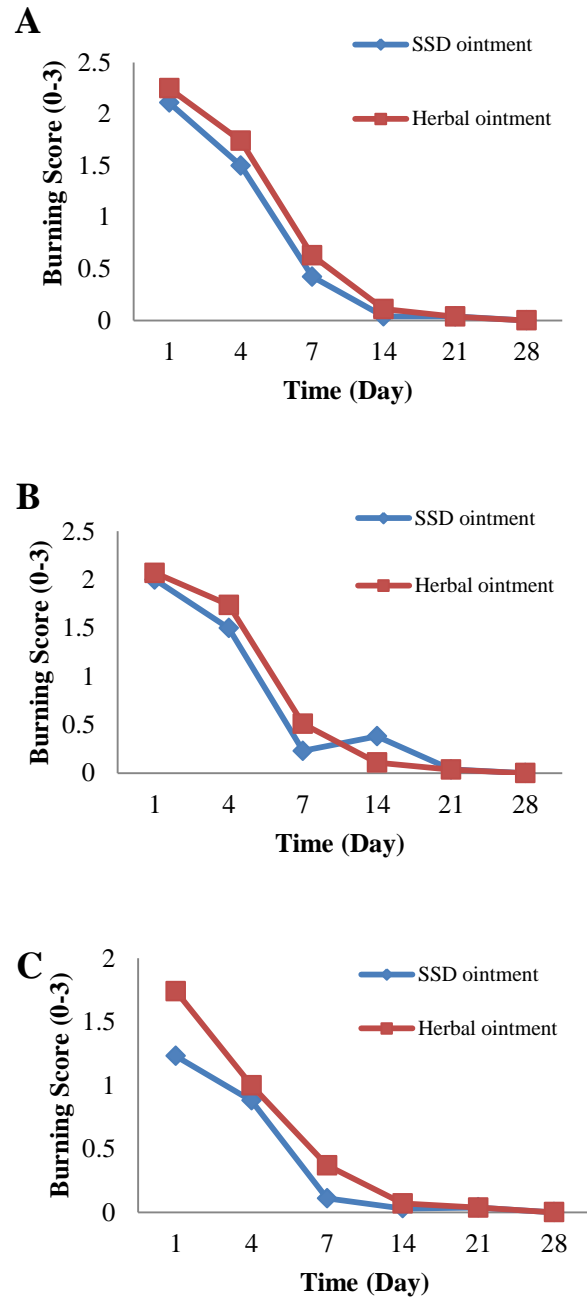 A
SSD ointment
Herbal ointment
Burning Score (0-3)
2.5
2
1.5
1
0.5
0
1 4 7 14 21 28
Time (Day)
B
SSD ointment
Herbal ointment
Burning Score (0-3)
2.5
2
1.5
1
0.5
0
1 4 7 14 21 28
Time (Day)
C
SSD ointment
Herbal ointment
Burning Score (0-3)
2
1.5
1
0.5
0
1 4 7 14 21 28
Time (Day)